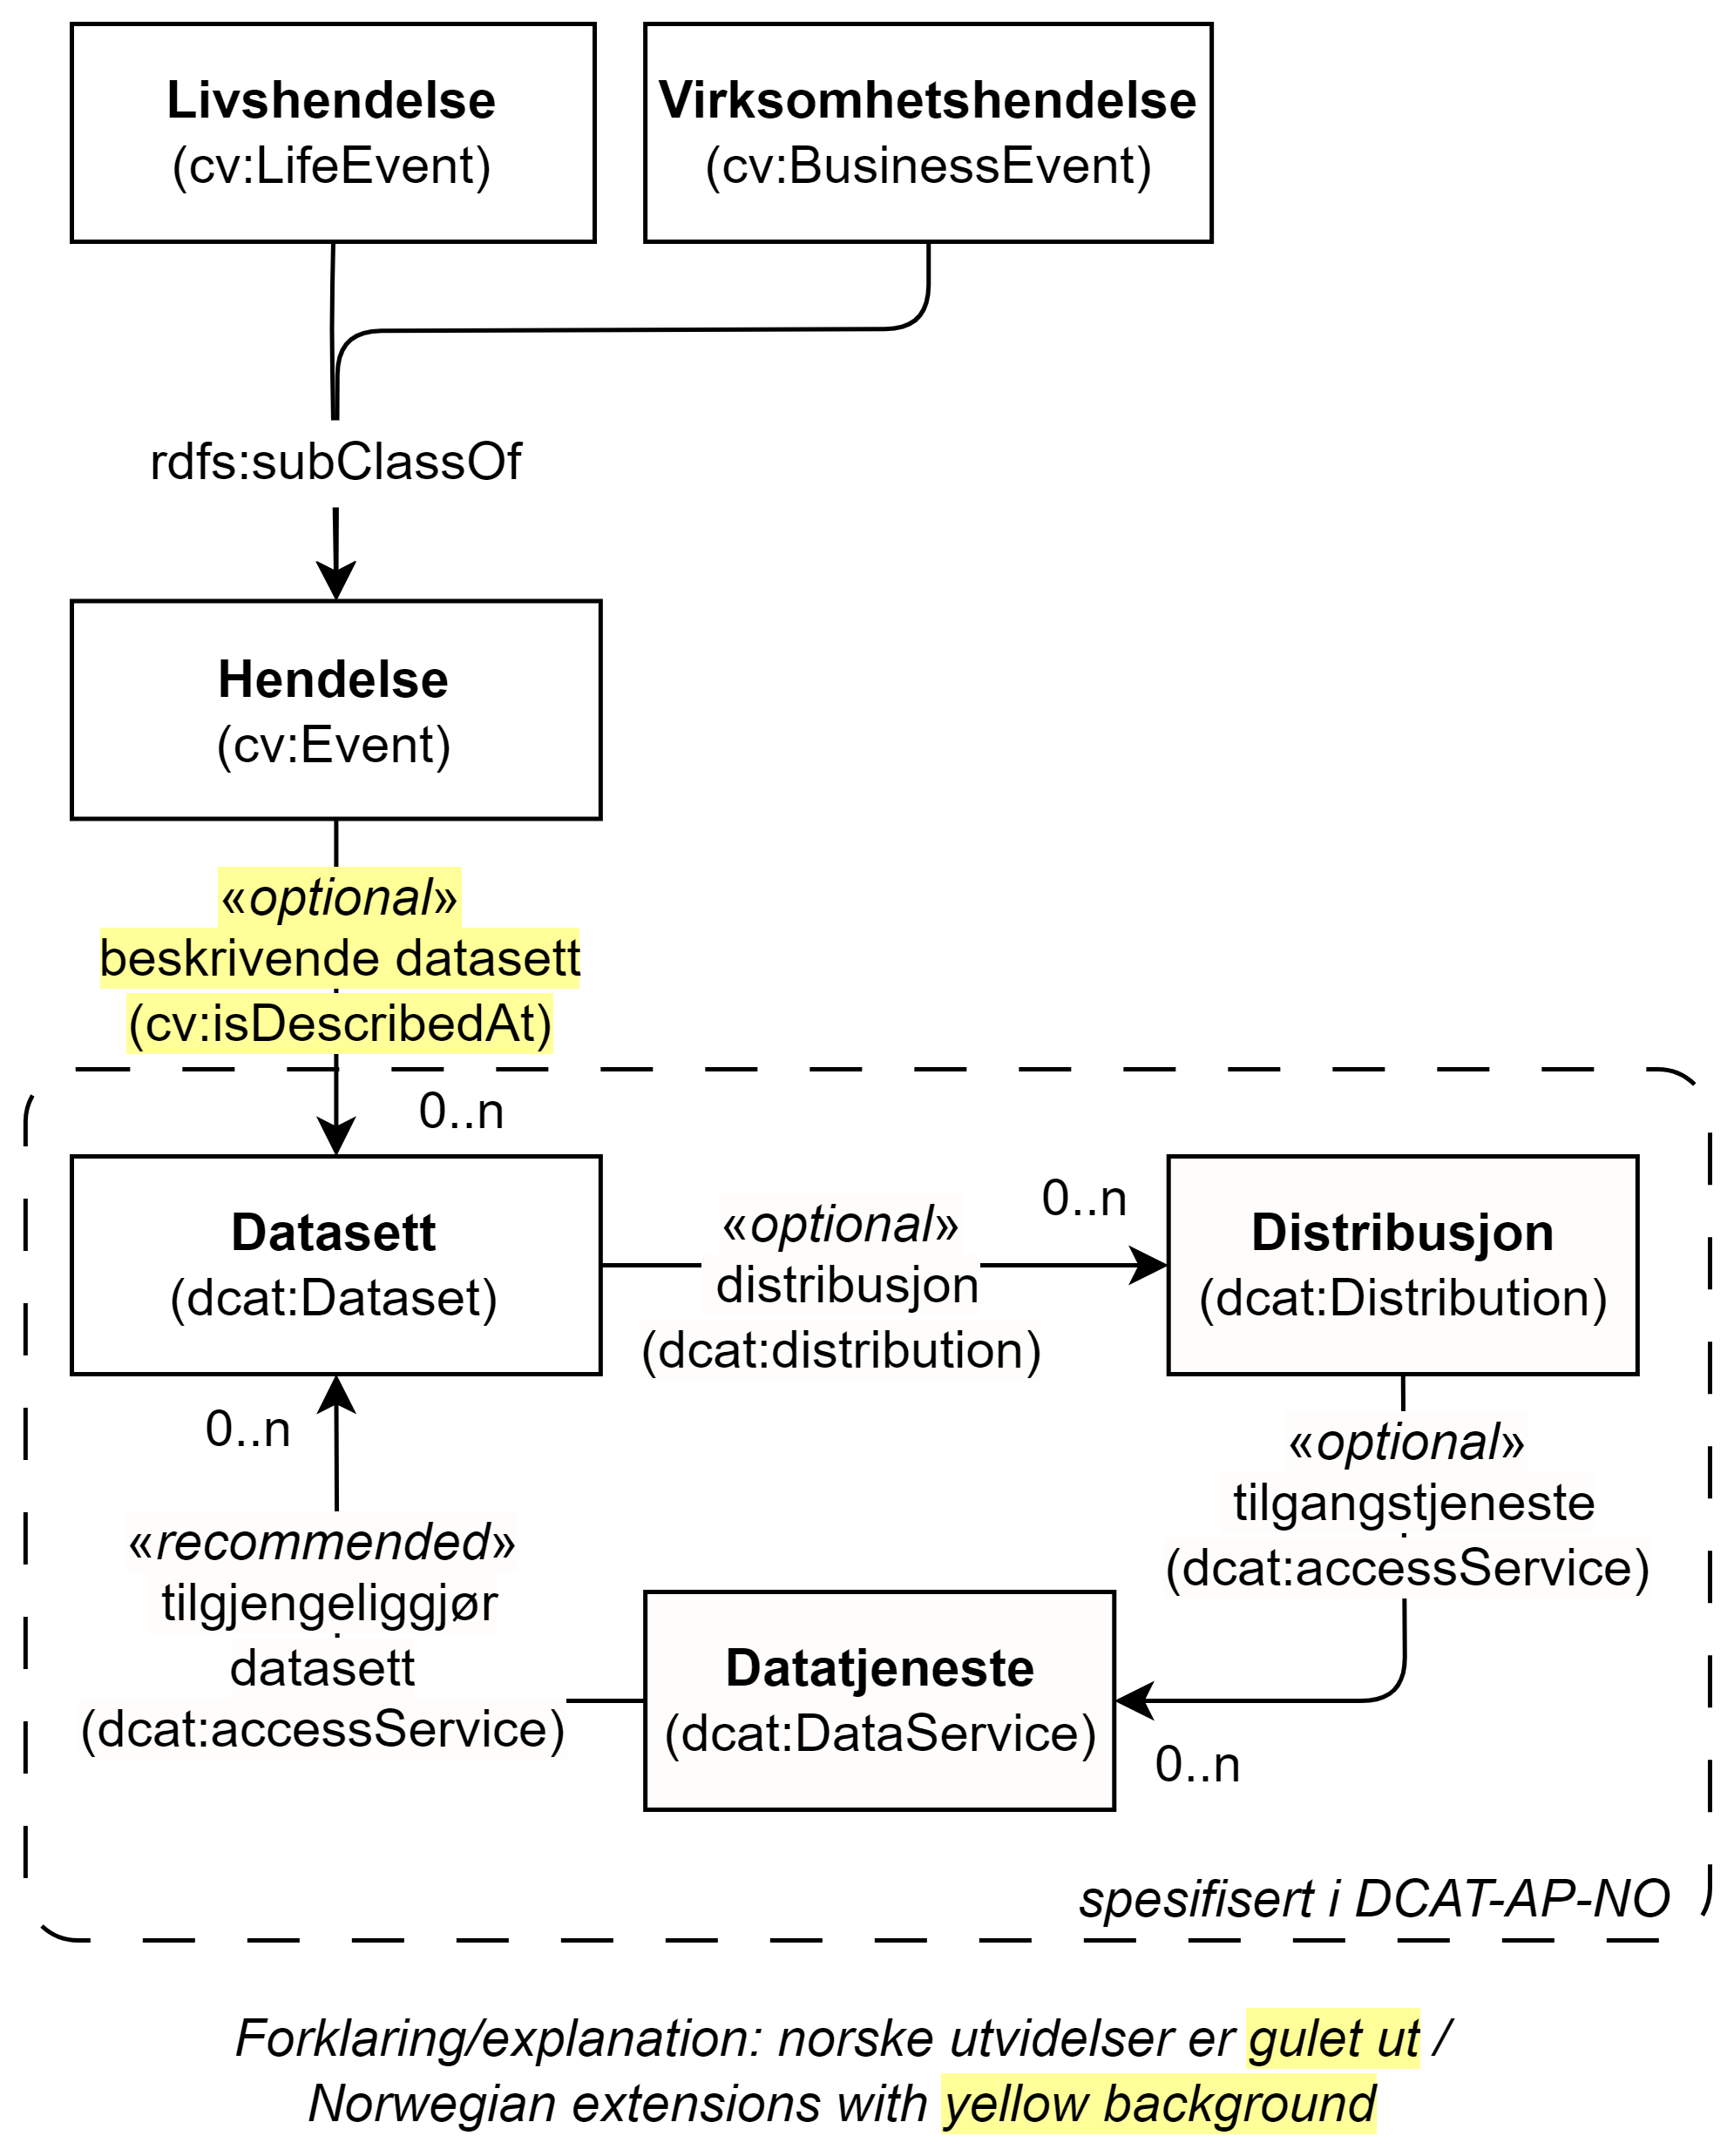 Livshendelse
(cv:LifeEvent)
Virksomhetshendelse
(cv:BusinessEvent)
rdfs:subClassOf
Hendelse
(cv:Event)
«optional»
beskrivende datasett
(cv:isDescribedAt)
0..n
Datasett
(dcat:Dataset)
«optional»
distribusjon
(dcat:distribution)
0..n
Distribusjon
(dcat:Distribution)
«optional»
tilgangstjeneste
(dcat:accessService)
0..n
Datatjeneste
(dcat:DataService)
«recommended»
tilgjengeliggjør
datasett
(dcat:accessService)
0..n
spesifisert i DCAT-AP-NO
Forklaring/explanation: norske utvidelser er gulet ut /
Norwegian extensions with yellow background